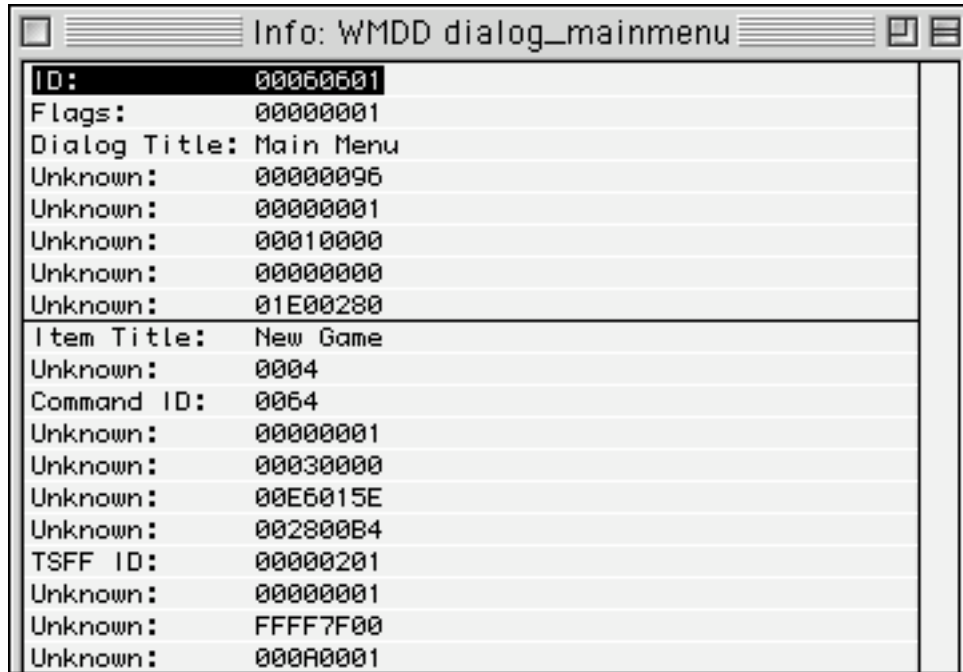 Info: WMDD dialog_mainmenu
ID: 00060601
Flags: 00000001
Dialog Title: Main Menu
Unknown: 00000096
Unknown: 00000001
Unknown: 00010000
Unknown: 00000000
Unknown: 01E00280
Item Title: New Game
Unknown: 0004
Command ID: 0064
Unknown: 00000001
Unknown: 00030000
Unknown: 00E6015E
Unknown: 002800B4
TSFF ID: 00000201
Unknown: 00000001
Unknown: FFFF7F00
Unknown: 000A0001